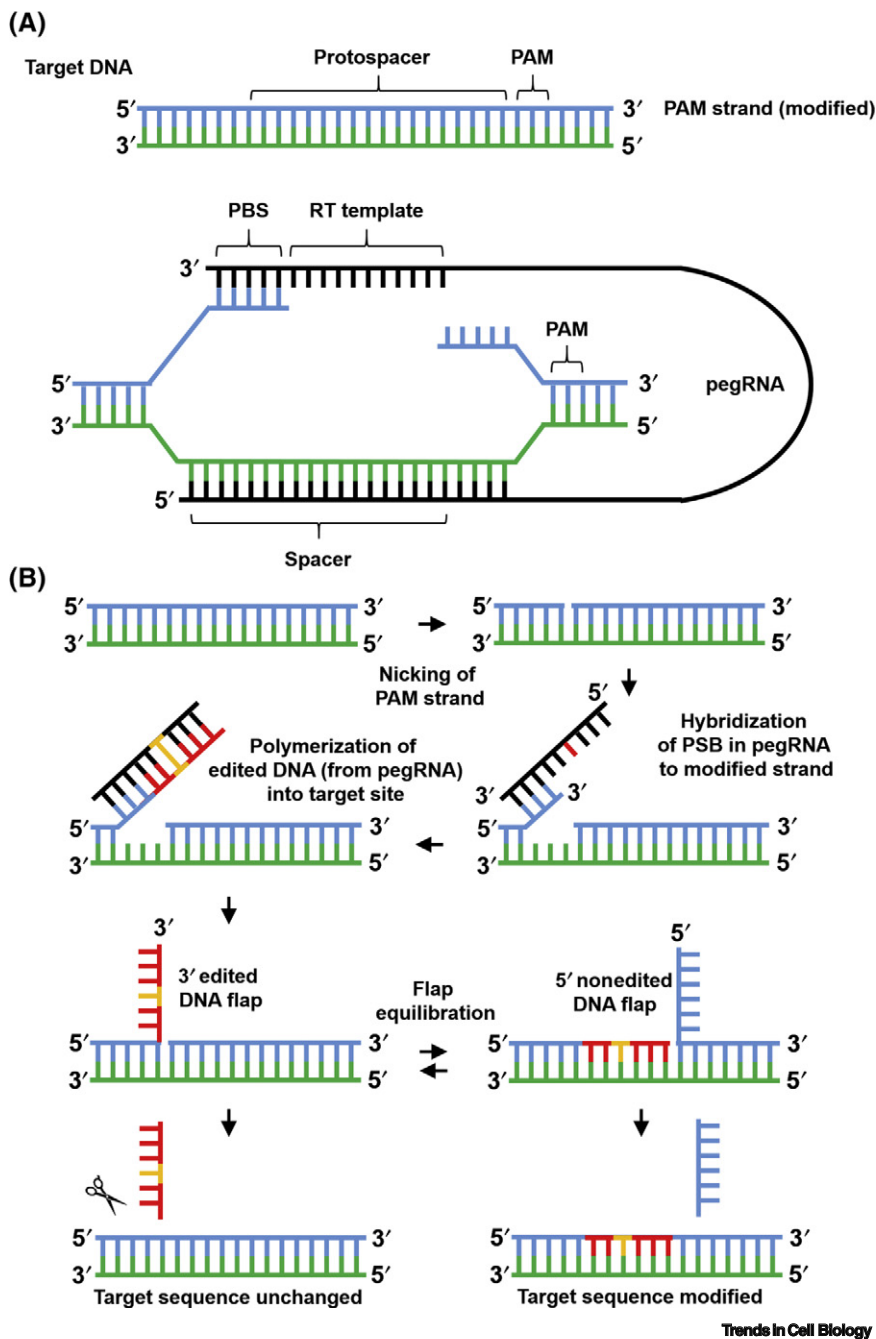 (A)
Target DNA
Protospacer
PAM
5′
3′
PAM strand (modified)
3′
5′
PBS
RT template
3′
PAM
5′
3′
pegRNA
3′
5′
5′
Spacer
(B)
5′
3′
5′
3′
3′
5′
3′
5′
Nicking of
PAM strand
5′
Polymerization of
edited DNA (from pegRNA)
into target site
Hybridization
of PSB in pegRNA
to modified strand
3′
3′
5′
3′
5′
3′
3′
5′
3′
5′
3′
5′
3′ edited
DNA flap
Flap
equilibration
5′ nonedited
DNA flap
5′
3′
5′
3′
3′
5′
3′
5′
5′
3′
5′
3′
3′
5′
3′
5′
Target sequence unchanged
Target sequence modified
Trends in Cell Biology